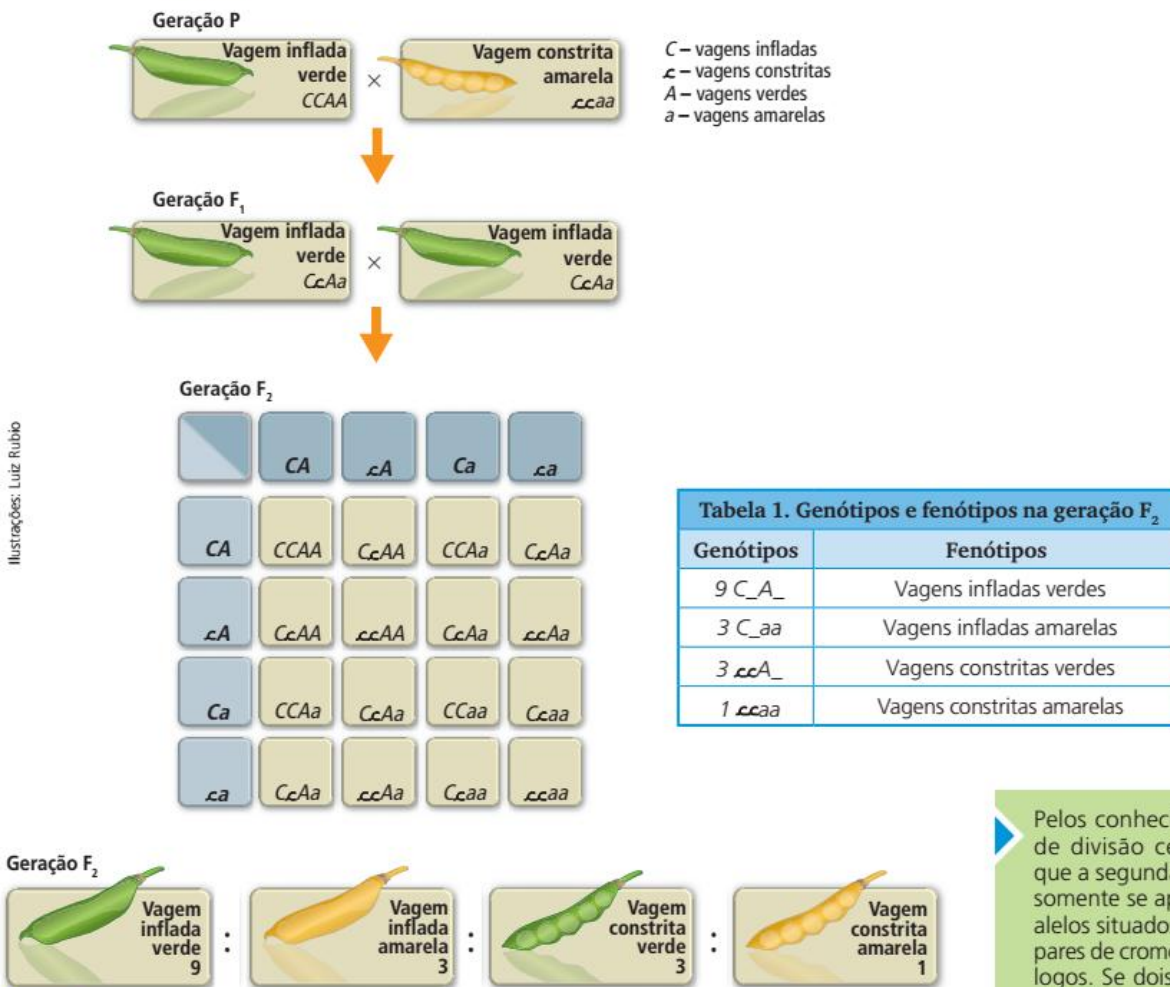 Geração P
Vagem inflada
verde
CCAA
×
Vagem constrita
amarela
ccaa
C – vagens infladas
c – vagens constritas
A – vagens verdes
a – vagens amarelas
Geração F₁
Vagem inflada
verde
CcAa
×
Vagem inflada
verde
CcAa
Geração F₂
CA cA Ca ca
CA CCAA CcAA CCAa CcAa
cA CcAA ccAA CcAa ccAa
Ca CCAa CcAa CCaa Ccaa
ca CcAa ccAa Ccaa ccaa
Ilustrações: Luiz Rubio
Tabela 1. Genótipos e fenótipos na geração F₂
Genótipos Fenótipos
9 C_A_ Vagens infladas verdes
3 C_aa Vagens infladas amarelas
3 ccA_ Vagens constritas verdes
1 ccaa Vagens constritas amarelas
Geração F₂
Vagem
inflada
verde
9
:
Vagem
inflada
amarela
3
:
Vagem
constrita
verde
3
:
Vagem
constrita
amarela
1
Pelos conhec
de divisão ce
que a segunda
somente se ap
alelos situado
pares de crom
logos. Se dois